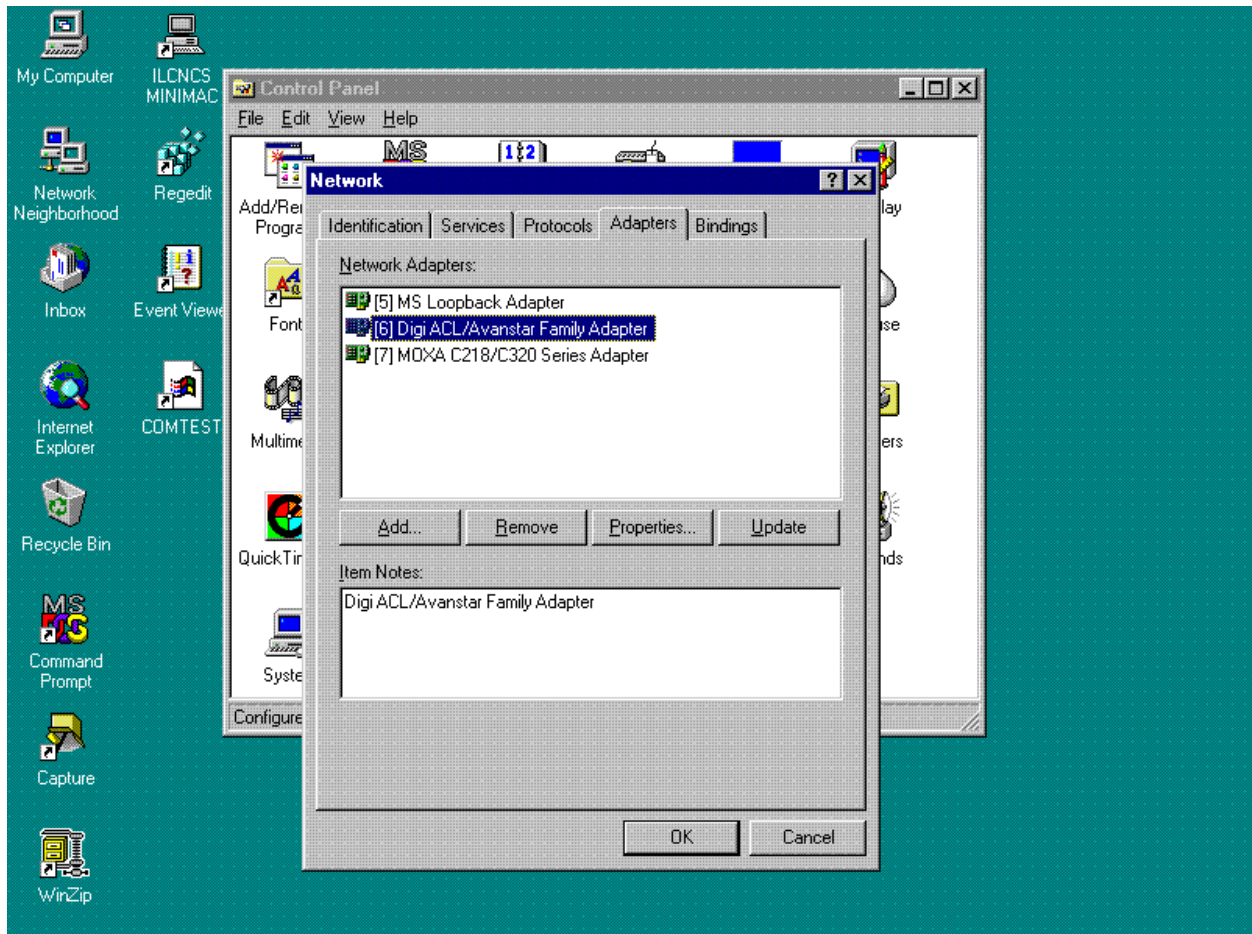 My Computer
ILCNCS
MINIMAC
Network
Neighborhood
Regedit
Inbox
Event Viewe
Internet
Explorer
COMTEST
Recycle Bin
MS
Command
Prompt
Capture
WinZip
Control Panel
File Edit View Help
MS
Add/Re
Progra
Font
Multime
QuickTi
Syste
lay
use
ers
nds
Configure
Network
Identification Services Protocols Adapters Bindings
Network Adapters:
[5] MS Loopback Adapter
[6] Digi ACL/Avanstar Family Adapter
[7] MOXA C218/C320 Series Adapter
Add... Remove Properties... Update
Item Notes:
Digi ACL/Avanstar Family Adapter
OK Cancel